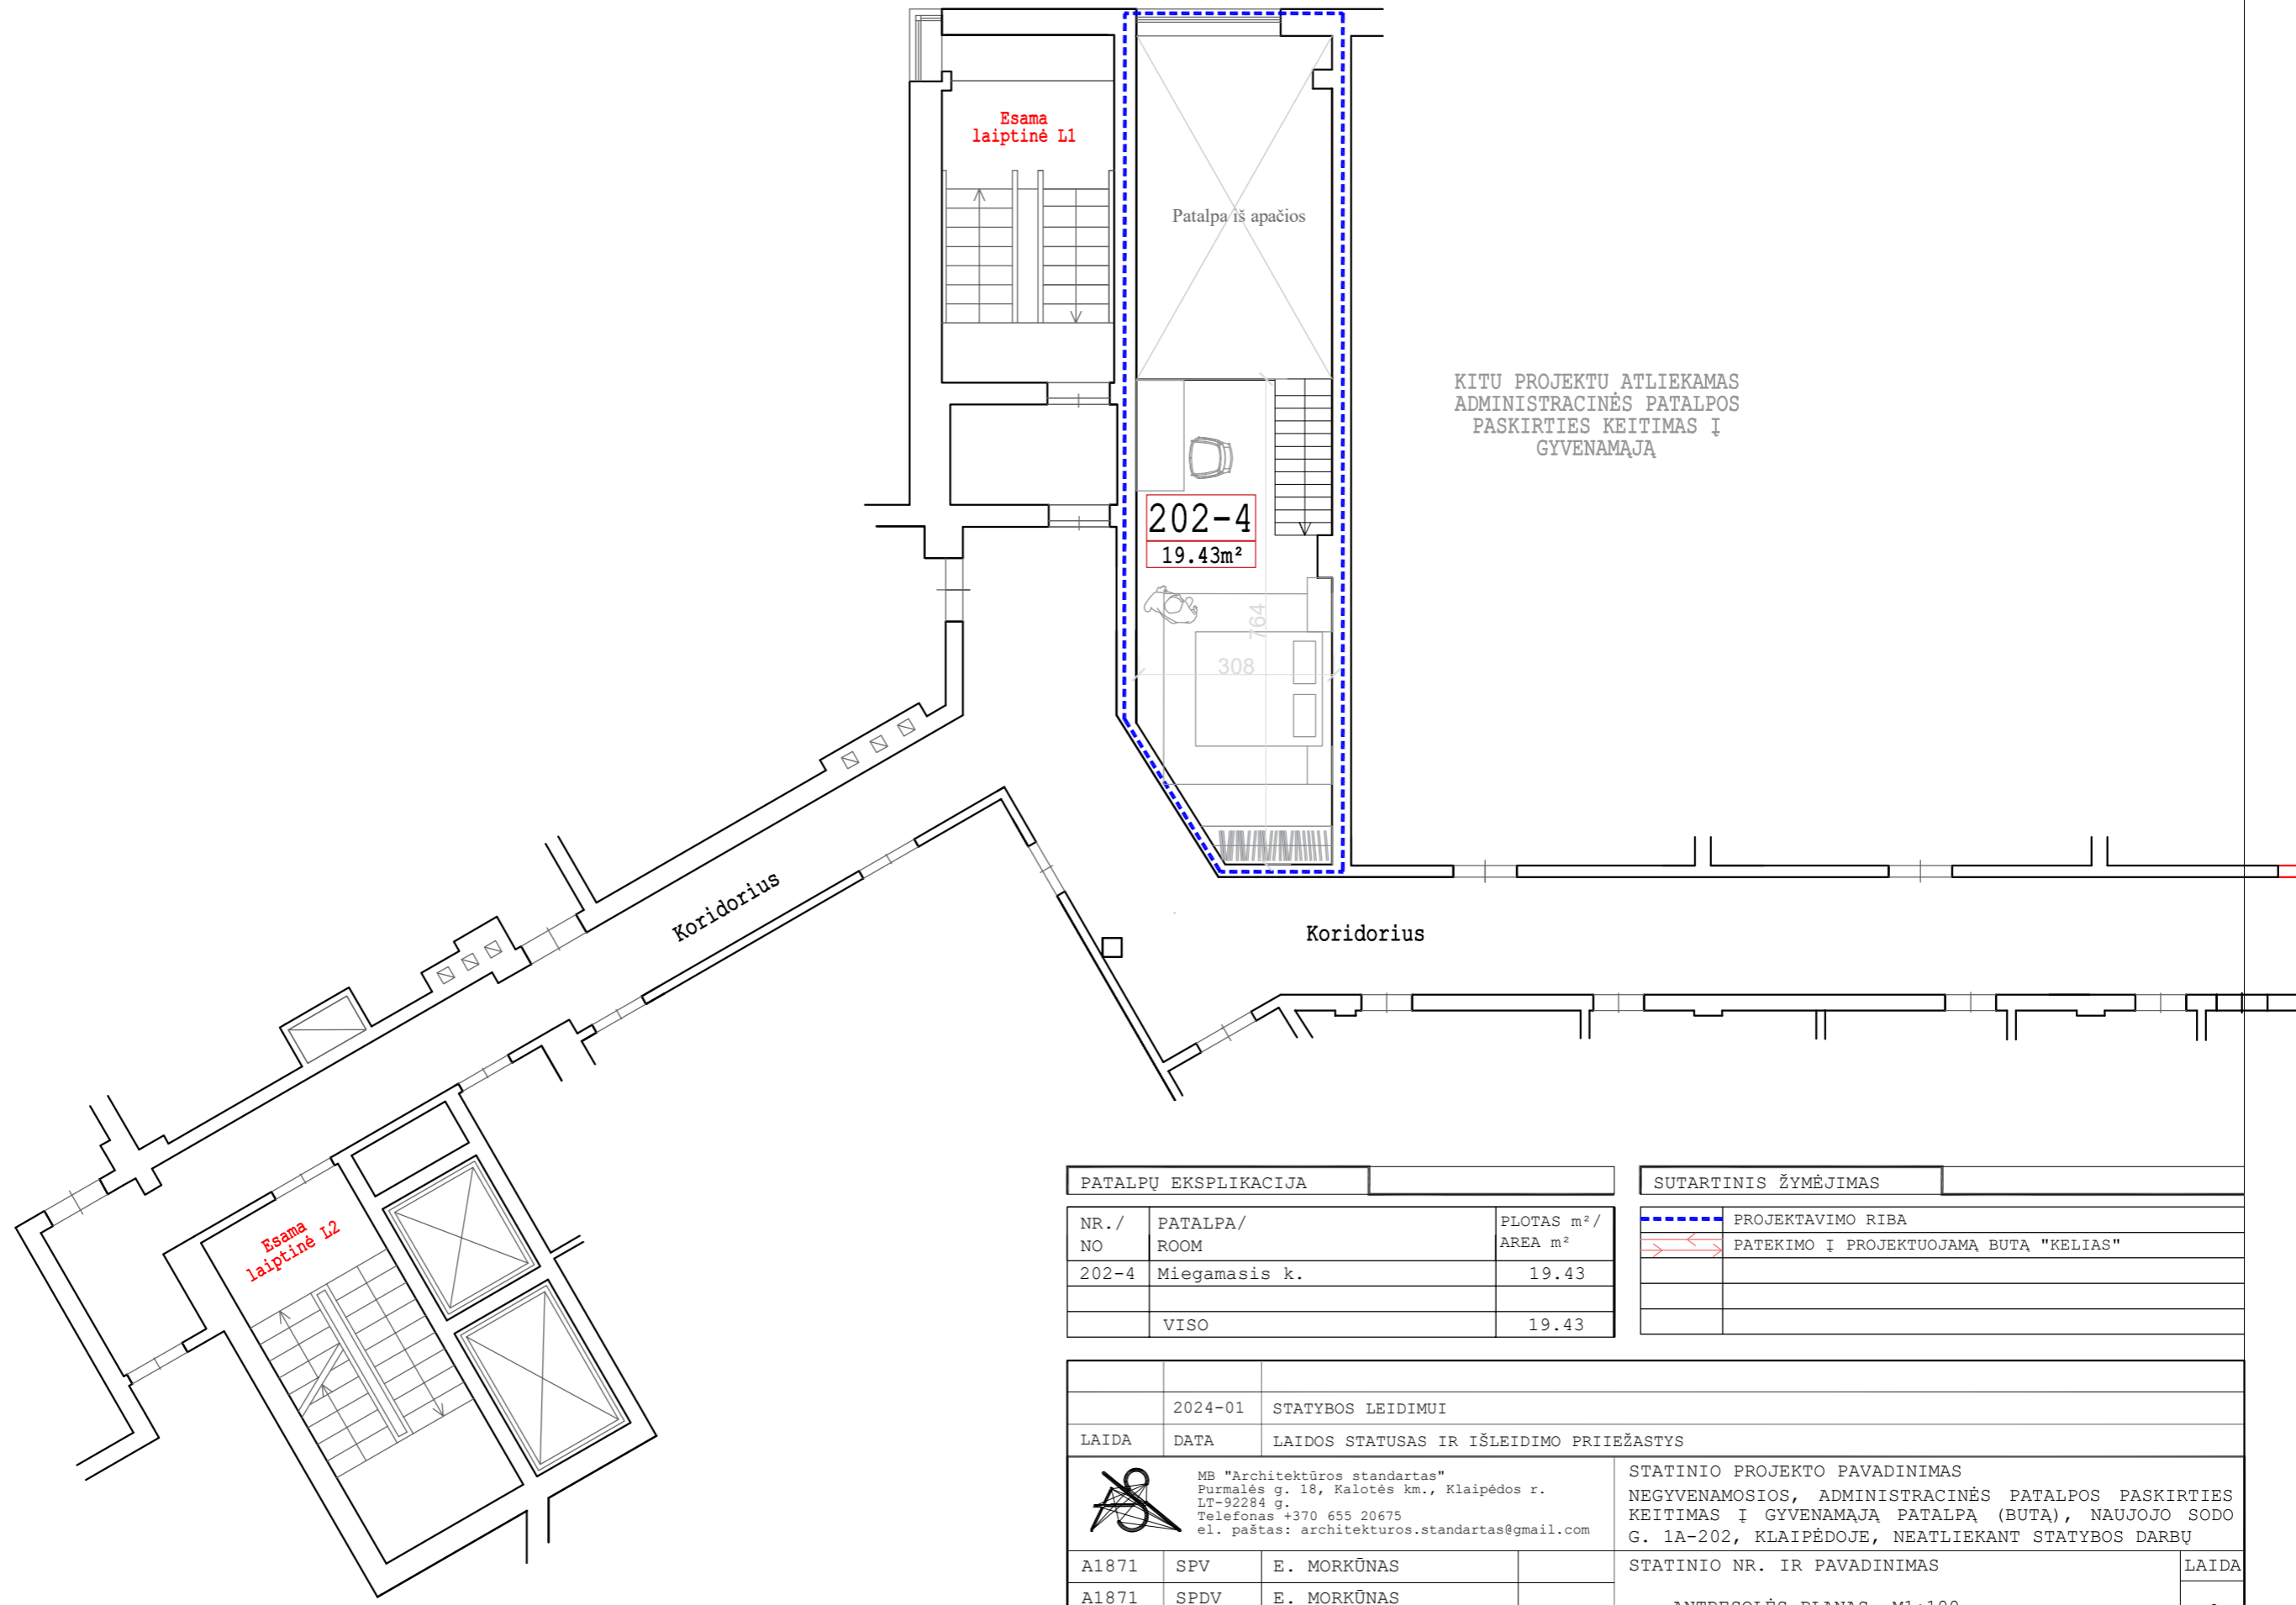 Esama
laiptinė L1
Patalpa iš apačios
KITU PROJEKTU ATLIEKAMAS
ADMINISTRACINĖS PATALPOS
PASKIRTIES KEITIMAS Į
GYVENAMĄJĄ
202-4
19.43m²
764
308
Koridorius
Koridorius
Esama
laiptinė L2
PATALPŲ EKSPLIKACIJA
NR./ PATALPA/ PLOTAS m²/
NO ROOM AREA m²
202-4 Miegamasis k. 19.43
VISO 19.43
SUTARTINIS ŽYMĖJIMAS
PROJEKTAVIMO RIBA
PATEKIMO Į PROJEKTUOJAMĄ BUTĄ "KELIAS"
2024-01 STATYBOS LEIDIMUI
LAIDA DATA LAIDOS STATUSAS IR IŠLEIDIMO PRIIEŽASTYS
MB "Architektūros standartas"
Purmalės g. 18, Kalotės km., Klaipėdos r.
LT-92284 g.
Telefonas +370 655 20675
el. paštas: architekturos.standartas@gmail.com
STATINIO PROJEKTO PAVADINIMAS
NEGYVENAMOSIOS, ADMINISTRACINĖS PATALPOS PASKIRTIES
KEITIMAS Į GYVENAMĄJĄ PATALPĄ (BUTĄ), NAUJOJO SODO
G. 1A-202, KLAIPĖDOJE, NEATLIEKANT STATYBOS DARBŲ
A1871 SPV E. MORKŪNAS
A1871 SPDV E. MORKŪNAS
STATINIO NR. IR PAVADINIMAS LAIDA
ANTRESOLĖS PLANAS, M1:100